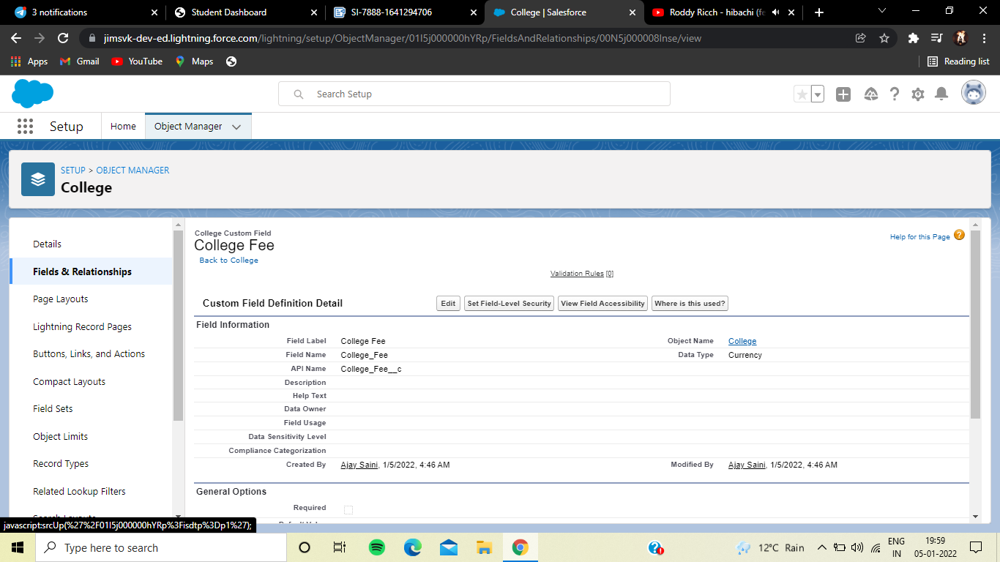 3 notifications
Student Dashboard
SI-7888-1641294706
College | Salesforce
Roddy Ricch - hibachi (fe
jimsvk-dev-ed.lightning.force.com/lightning/setup/ObjectManager/01I5j000000hYRp/FieldsAndRelationships/00N5j000008Inse/view
Apps
Gmail
YouTube
Maps
Reading list
Search Setup
Setup
Home
Object Manager
SETUP > OBJECT MANAGER
College
Details
Fields & Relationships
Page Layouts
Lightning Record Pages
Buttons, Links, and Actions
Compact Layouts
Field Sets
Object Limits
Record Types
Related Lookup Filters
College Custom Field
College Fee
Back to College
Help for this Page
Validation Rules [0]
Custom Field Definition Detail
Edit
Set Field-Level Security
View Field Accessibility
Where is this used?
Field Information
Field Label College Fee Object Name College
Field Name College_Fee Data Type Currency
API Name College_Fee__c
Description
Help Text
Data Owner
Field Usage
Data Sensitivity Level
Compliance Categorization
Created By Ajay Saini, 1/5/2022, 4:46 AM Modified By Ajay Saini, 1/5/2022, 4:46 AM
General Options
Required
javascript:srcUp(%27%2F01I5j000000hYRp%3Fisdtp%3Dp1%27);
Type here to search
12°C Rain
ENG
IN
19:59
05-01-2022